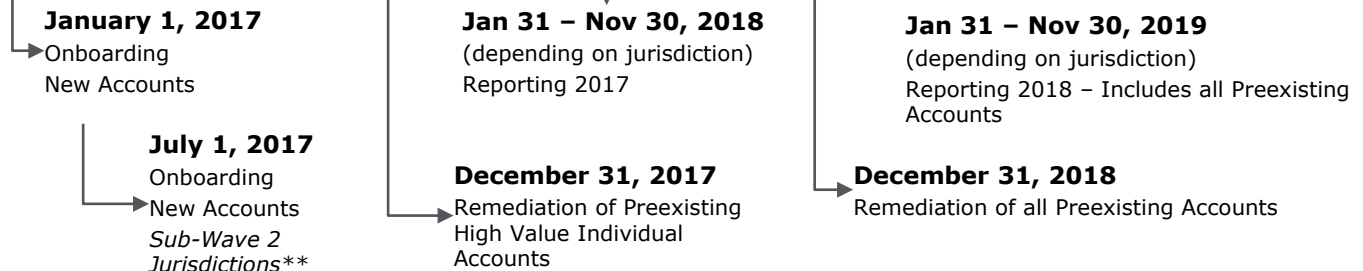 January 1, 2017
Onboarding
New Accounts
July 1, 2017
Onboarding
New Accounts
Sub-Wave 2
Jurisdictions**
Jan 31 – Nov 30, 2018
(depending on jurisdiction)
Reporting 2017
December 31, 2017
Remediation of Preexisting
High Value Individual
Accounts
Jan 31 – Nov 30, 2019
(depending on jurisdiction)
Reporting 2018 – Includes all Preexisting
Accounts
December 31, 2018
Remediation of all Preexisting Accounts